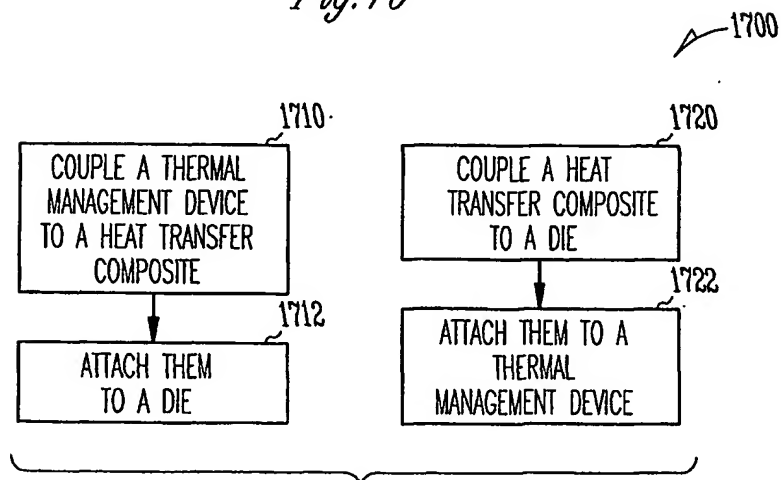 1700
1710
COUPLE A THERMAL
MANAGEMENT DEVICE
TO A HEAT TRANSFER
COMPOSITE
1712
ATTACH THEM
TO A DIE
1720
COUPLE A HEAT
TRANSFER COMPOSITE
TO A DIE
1722
ATTACH THEM TO A
THERMAL
MANAGEMENT DEVICE